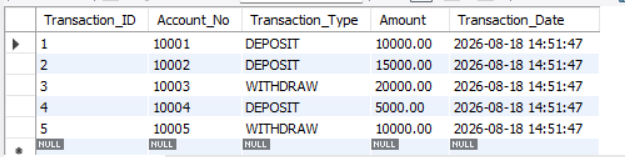 Transaction_ID Account_No Transaction_Type Amount Transaction_Date
1 10001 DEPOSIT 10000.00 2026-08-18 14:51:47
2 10002 DEPOSIT 15000.00 2026-08-18 14:51:47
3 10003 WITHDRAW 20000.00 2026-08-18 14:51:47
4 10004 DEPOSIT 5000.00 2026-08-18 14:51:47
5 10005 WITHDRAW 10000.00 2026-08-18 14:51:47
NULL NULL NULL NULL NULL